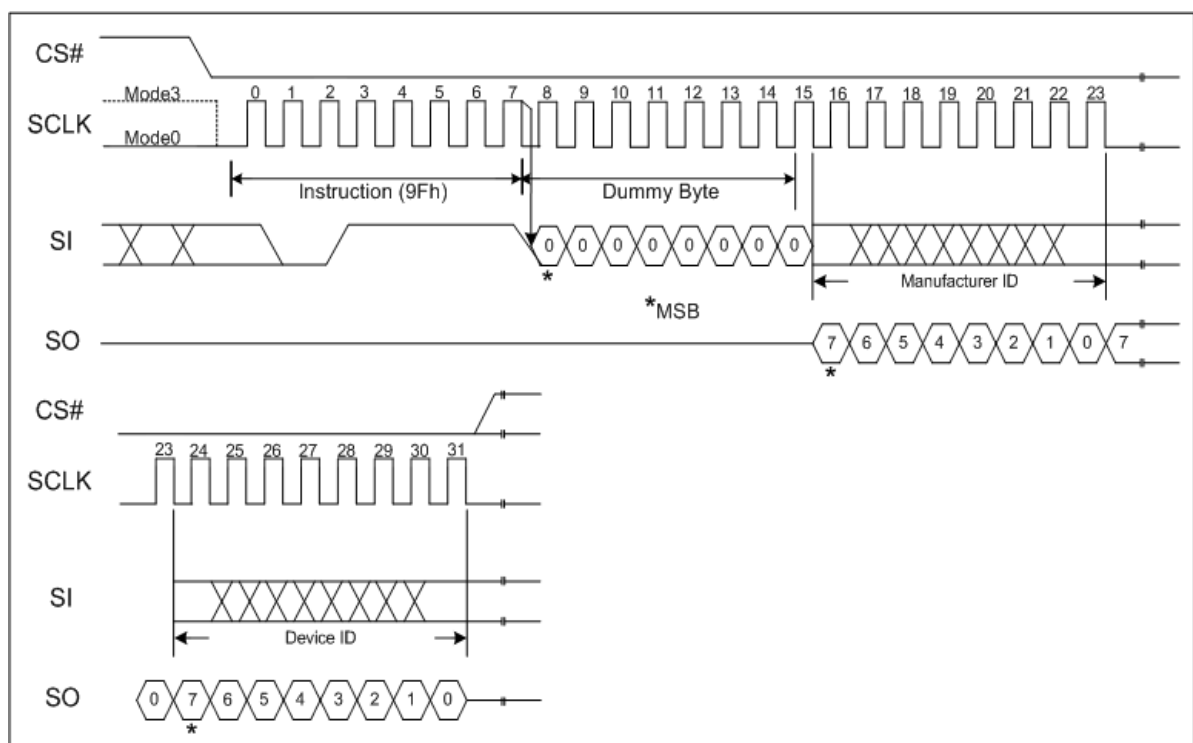 CS#
Mode3
0 1 2 3 4 5 6 7 8 9 10 11 12 13 14 15 16 17 18 19 20 21 22 23
SCLK
Mode0
Instruction (9Fh)
Dummy Byte
SI
0 0 0 0 0 0 0 0
*
Manufacturer ID
*MSB
SO
7 6 5 4 3 2 1 0 7
*
CS#
23 24 25 26 27 28 29 30 31
SCLK
SI
Device ID
SO
0 7 6 5 4 3 2 1 0
*